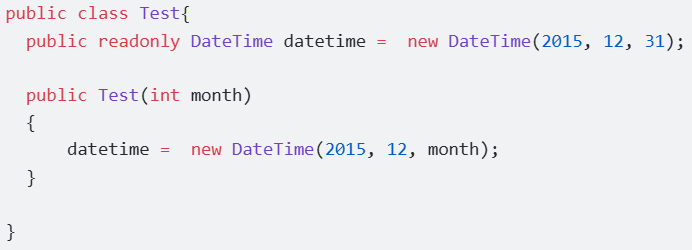 public class Test{
  public readonly DateTime datetime =  new DateTime(2015, 12, 31);
  public Test(int month)
  {
      datetime =  new DateTime(2015, 12, month);
  }
}